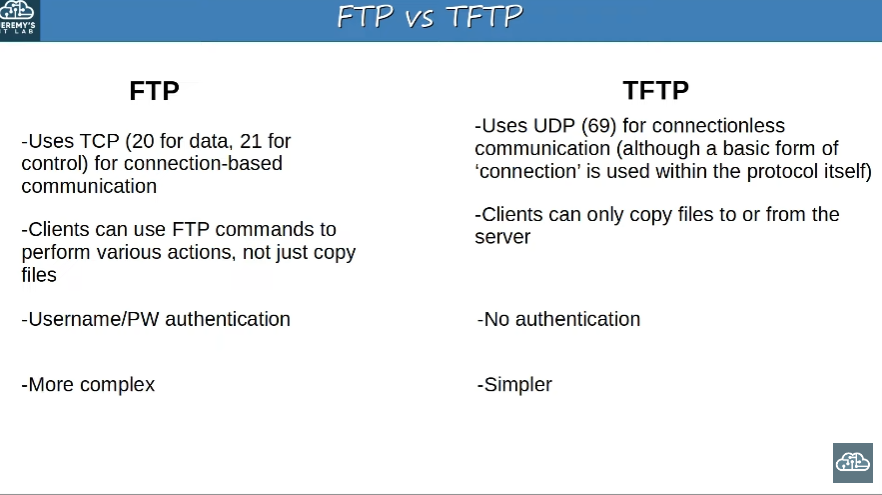 JEREMY'S
IT LAB
FTP vs TFTP
FTP
-Uses TCP (20 for data, 21 for
control) for connection-based
communication
-Clients can use FTP commands to
perform various actions, not just copy
files
-Username/PW authentication
-More complex
TFTP
-Uses UDP (69) for connectionless
communication (although a basic form of
‘connection’ is used within the protocol itself)
-Clients can only copy files to or from the
server
-No authentication
-Simpler